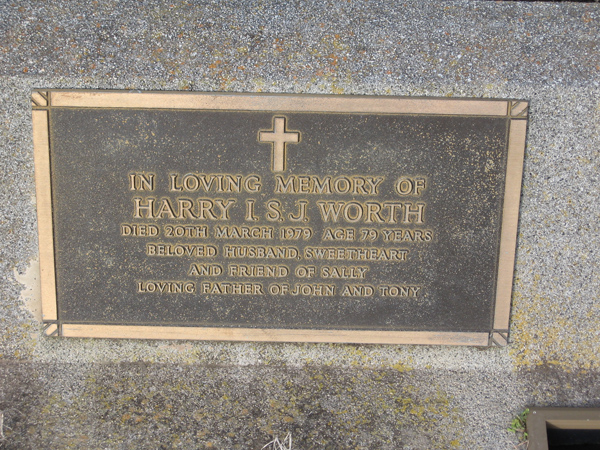 IN LOVING MEMORY OF
HARRY I. S. J. WORTH
DIED 20TH MARCH 1979 AGE 79 YEARS
BELOVED HUSBAND, SWEETHEART
AND FRIEND OF SALLY
LOVING FATHER OF JOHN AND TONY